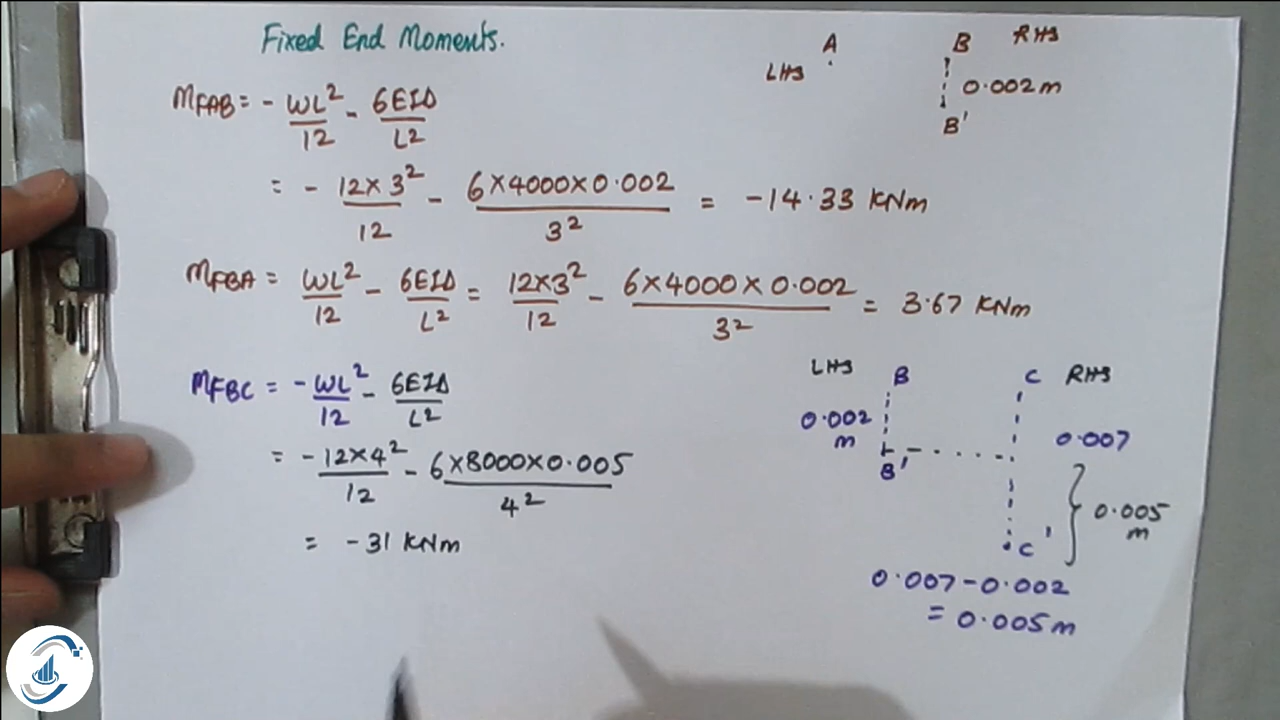 Fixed End Moments.
MFAB = - WL²/12 - 6EIΔ/L²
= - 12×3²/12 - 6×4000×0.002/3² = -14.33 KNm
MFBA = WL²/12 - 6EIΔ/L² = 12×3²/12 - 6×4000×0.002/3² = 3.67 KNm
MFBC = - WL²/12 - 6EIΔ/L²
= - 12×4²/12 - 6×8000×0.005/4²
= -31 KNm
A B RHS
LHS
0.002m
B'
LHS B C RHS
0.002 m
0.007
B'
0.005 m
C'
0.007-0.002
= 0.005m